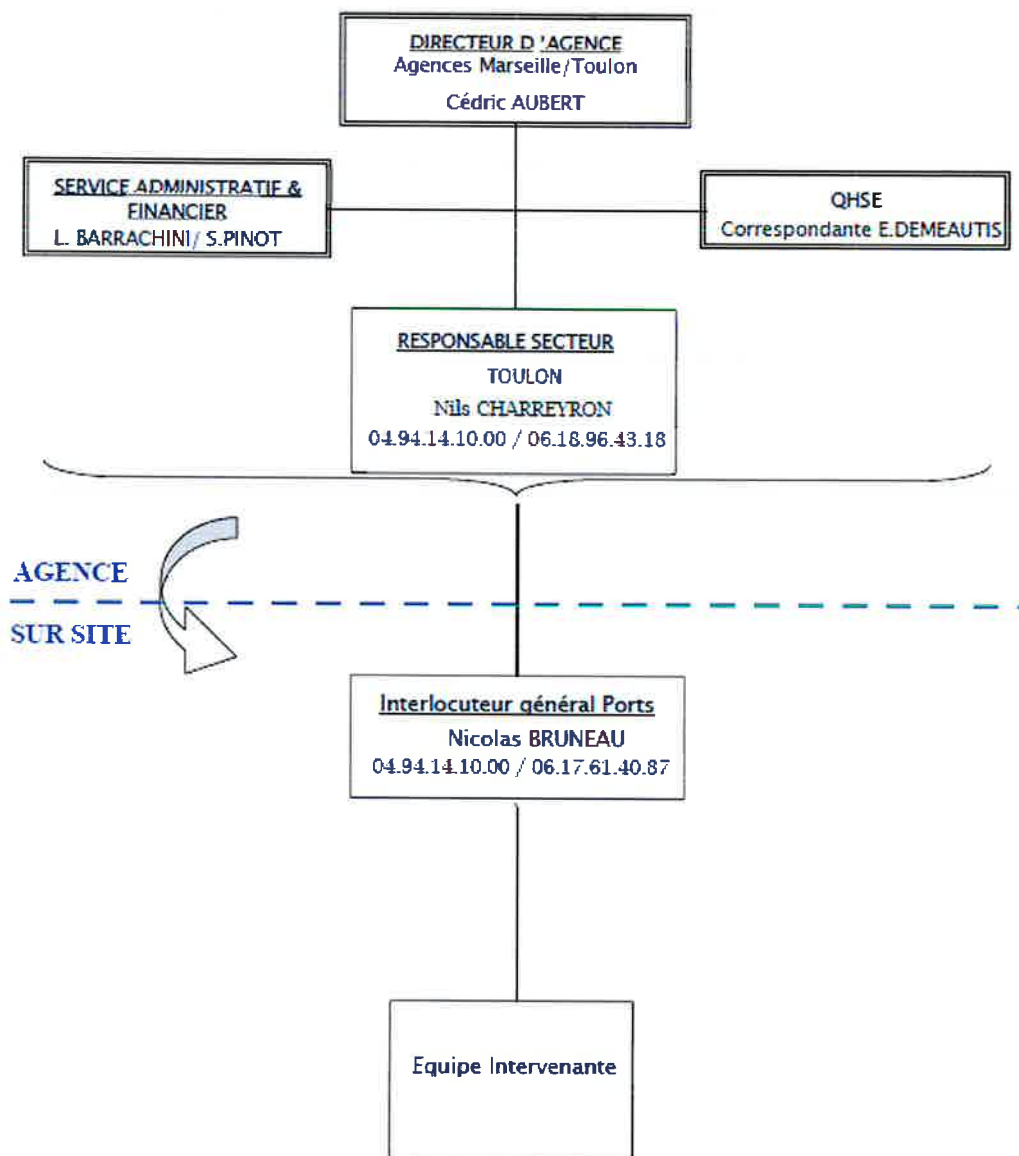 DIRECTEUR D 'AGENCE
Agences Marseille/Toulon
Cédric AUBERT
SERVICE ADMINISTRATIF &
FINANCIER
L. BARRACHINI/ S.PINOT
QHSE
Correspondante E.DEMEAUTIS
RESPONSABLE SECTEUR
TOULON
Nils CHARREYRON
04.94.14.10.00 / 06.18.96.43.18
AGENCE
SUR SITE
Interlocuteur général Ports
Nicolas BRUNEAU
04.94.14.10.00 / 06.17.61.40.87
Equipe Intervenante